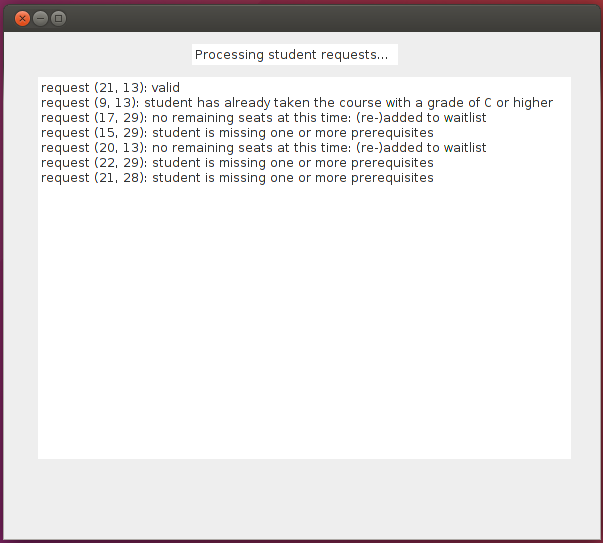 Processing student requests...
request (21, 13): valid
request (9, 13): student has already taken the course with a grade of C or higher
request (17, 29): no remaining seats at this time: (re-)added to waitlist
request (15, 29): student is missing one or more prerequisites
request (20, 13): no remaining seats at this time: (re-)added to waitlist
request (22, 29): student is missing one or more prerequisites
request (21, 28): student is missing one or more prerequisites